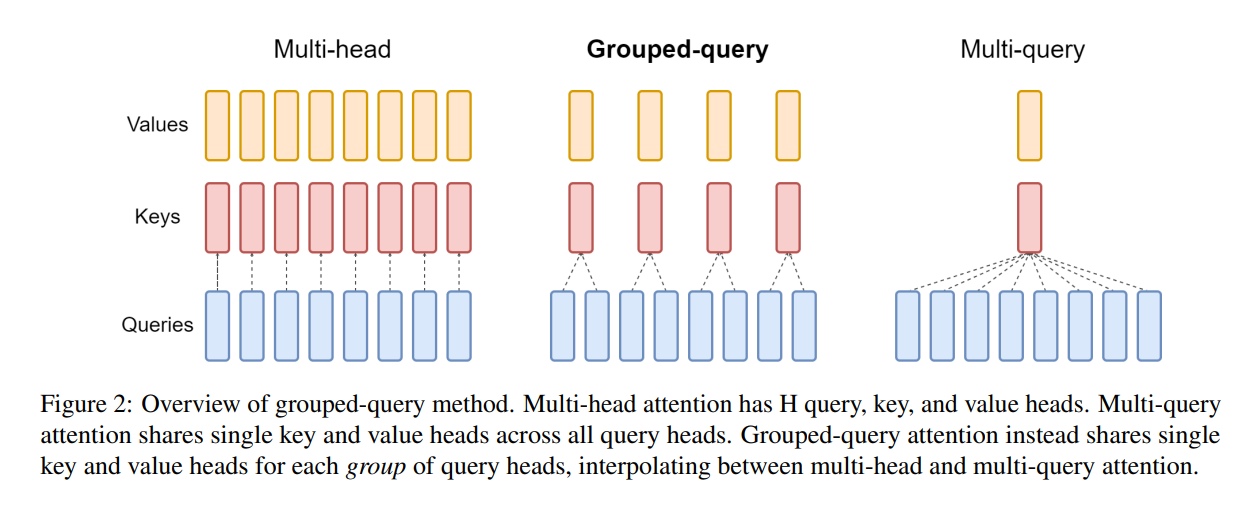 Multi-head
Grouped-query
Multi-query
Values
Keys
Queries
Figure 2: Overview of grouped-query method. Multi-head attention has H query, key, and value heads. Multi-query
attention shares single key and value heads across all query heads. Grouped-query attention instead shares single
key and value heads for each group of query heads, interpolating between multi-head and multi-query attention.